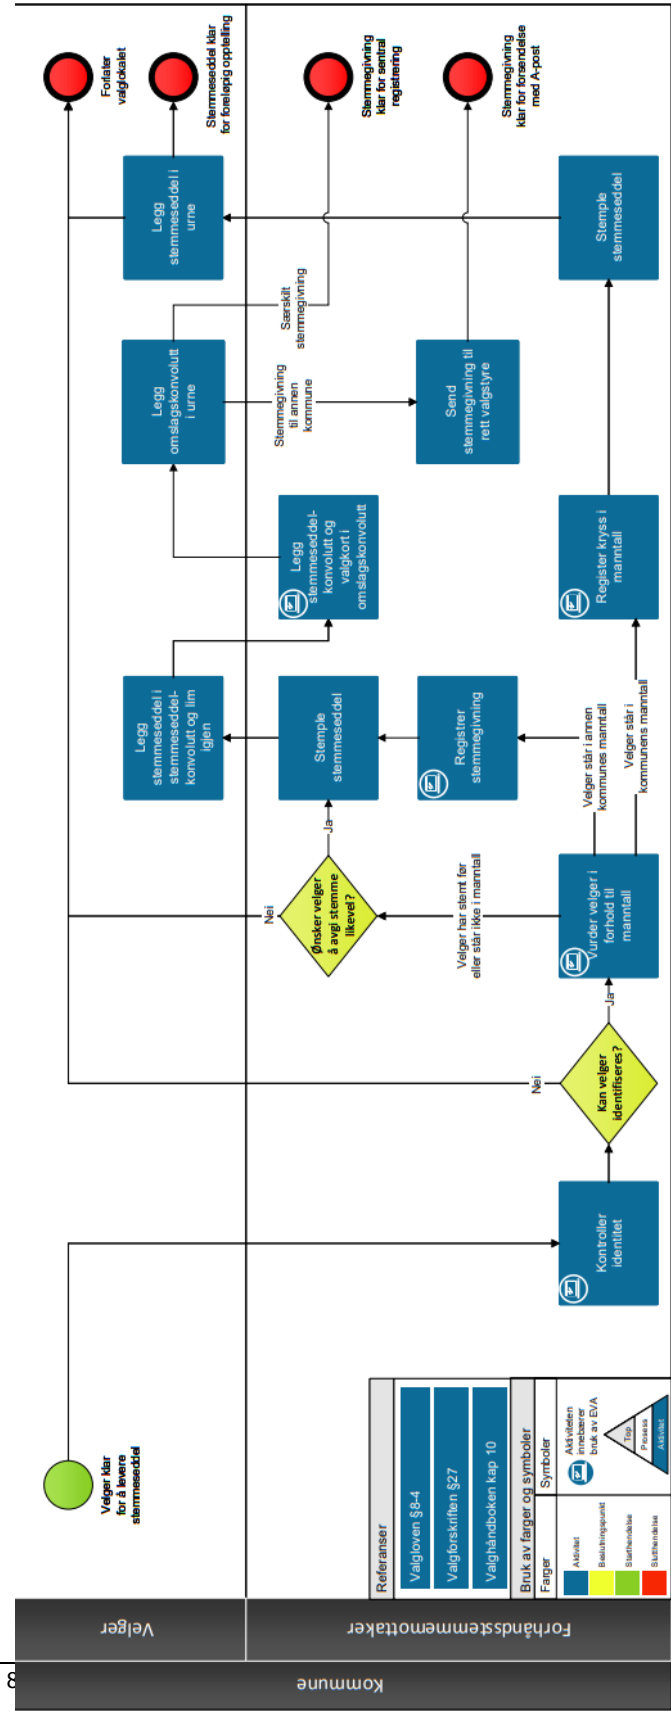 8
Kommune
Velger
Forhåndsstemmemottaker
Velger klar
for å levere
stemmeseddel
Kontroller
identitet
Kan velger
identifiseres?
Nei
Ja
Vurder velger i
forhold til
manntall
Velger har stemt før
eller står ikke i manntall
Velger står i annen
kommunes manntall
Velger står i
kommunens manntall
Ønsker velger
å avgi stemme
likevel?
Nei
Ja
Registrer
stemmegivning
Stemple
stemmeseddel
Legg
stemmeseddel i
stemmeseddel-
konvolutt og lim
igjen
Legg
stemmeseddel-
konvolutt og
valgkort i
omslagskonvolutt
Register kryss i
manntall
Legg
omslagskonvolutt
i urne
Stemmegivning
til annen
kommune
Særskilt
stemmegivning
Send
stemmegivning til
rett valgstyre
Stemple
stemmeseddel
Legg
stemmeseddel i
urne
Forlater
valglokalet
Stemmeseddel klar
for foreløpig opptelling
Stemmegivning
klar for sentral
registrering
Stemmegivning
klar for forsendelse
med A-post
Referanser
Valgloven §8-4
Valgforskriften §27
Valghåndboken kap 10
Bruk av farger og symboler
Farger
Symboler
Aktivitet
Beslutningspunkt
Starthendelse
Slutthendelse
Aktiviteten
innebærer
bruk av EVA
Top
Prosess
Aktivitet